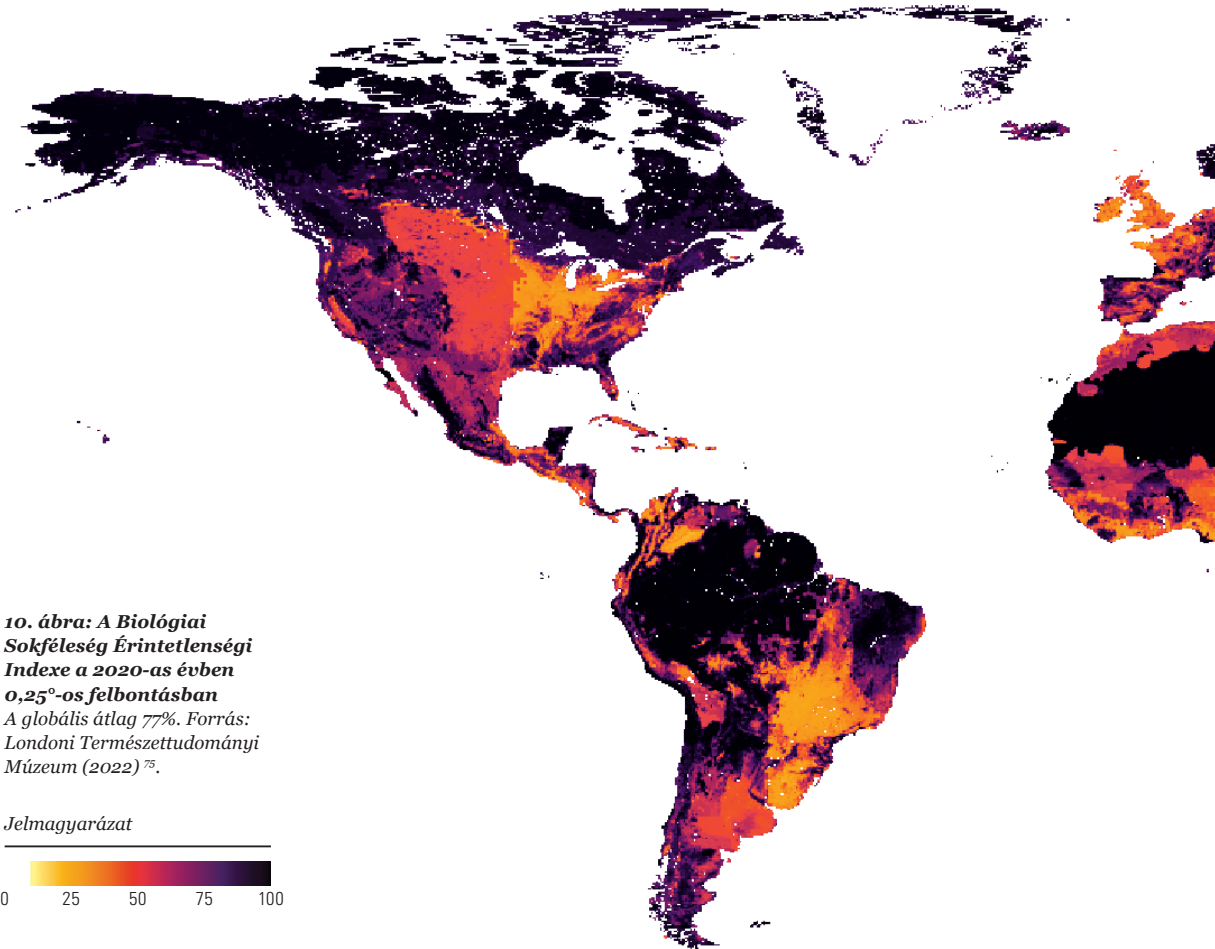 10. ábra: A Biológiai
Sokféleség Érintetlenségi
Indexe a 2020-as évben
0,25°-os felbontásban
A globális átlag 77%. Forrás:
Londoni Természettudományi
Múzeum (2022) 75.
Jelmagyarázat
0 25 50 75 100